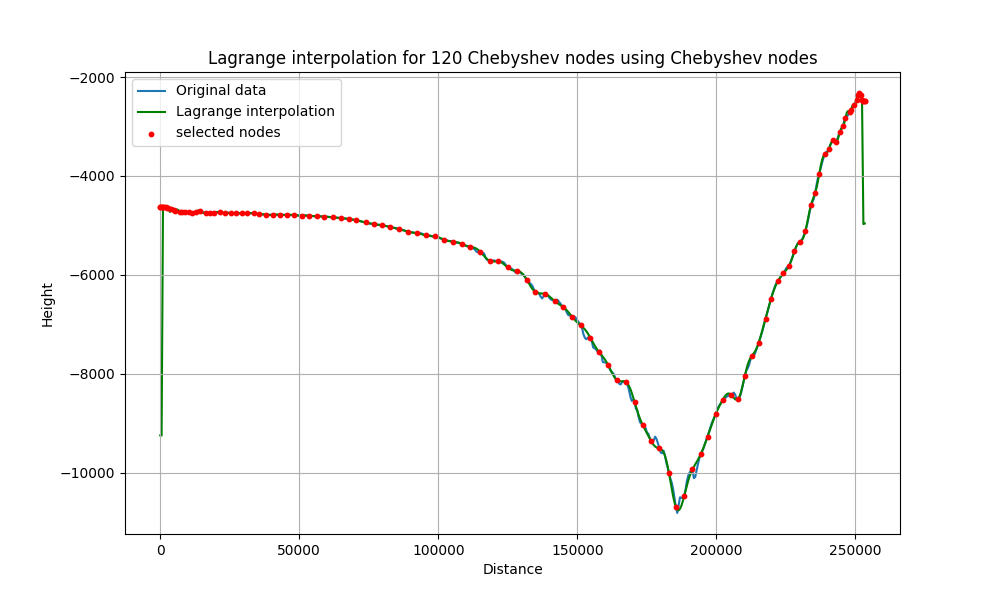 Lagrange interpolation for 120 Chebyshev nodes using Chebyshev nodes
Original data
Lagrange interpolation
selected nodes
Height
−2000
−4000
−6000
−8000
−10000
0
50000
100000
150000
200000
250000
Distance